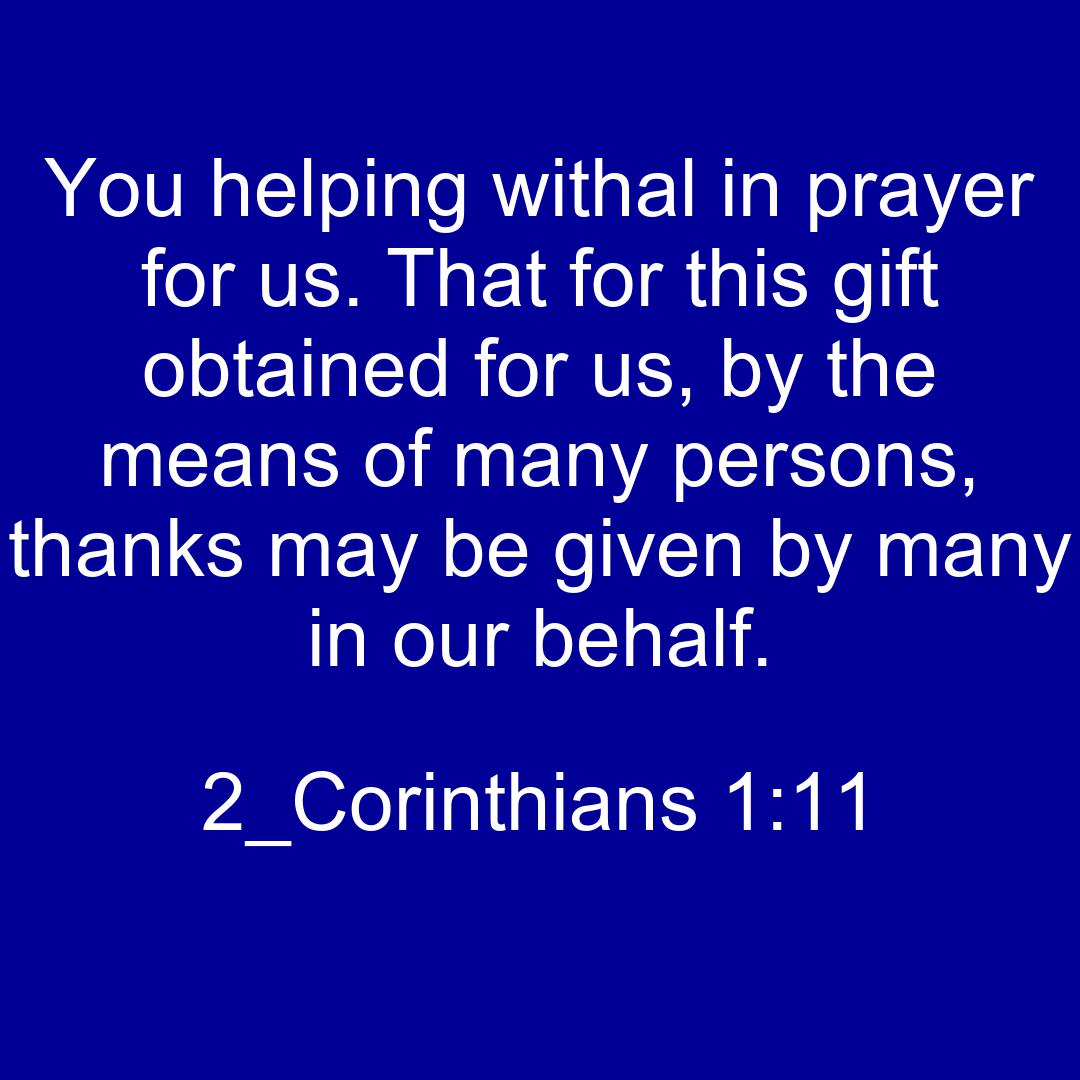 You helping withal in prayer
for us. That for this gift
obtained for us, by the
means of many persons,
thanks may be given by many
in our behalf.
2_Corinthians 1:11